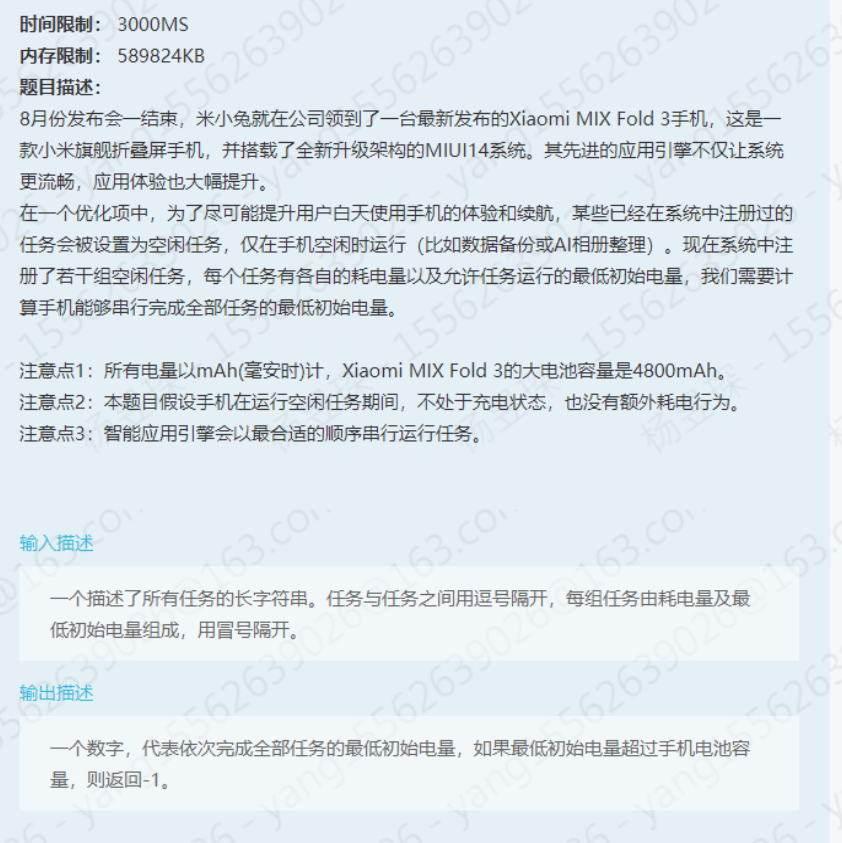 时间限制： 3000MS
内存限制： 589824KB
题目描述：
8月份发布会一结束，米小兔就在公司领到了一台最新发布的Xiaomi MIX Fold 3手机，这是一
款小米旗舰折叠屏手机，并搭载了全新升级架构的MIUI14系统。其先进的应用引擎不仅让系统
更流畅，应用体验也大幅提升。
在一个优化项中，为了尽可能提升用户白天使用手机的体验和续航，某些已经在系统中注册过的
任务会被设置为空闲任务，仅在手机空闲时运行（比如数据备份或AI相册整理）。现在系统中注
册了若干组空闲任务，每个任务有各自的耗电量以及允许任务运行的最低初始电量，我们需要计
算手机能够串行完成全部任务的最低初始电量。
注意点1：所有电量以mAh(毫安时)计，Xiaomi MIX Fold 3的大电池容量是4800mAh。
注意点2：本题目假设手机在运行空闲任务期间，不处于充电状态，也没有额外耗电行为。
注意点3：智能应用引擎会以最合适的顺序串行运行任务。
输入描述
一个描述了所有任务的长字符串。任务与任务之间用逗号隔开，每组任务由耗电量及最
低初始电量组成，用冒号隔开。
输出描述
一个数字，代表依次完成全部任务的最低初始电量，如果最低初始电量超过手机电池容
量，则返回-1。